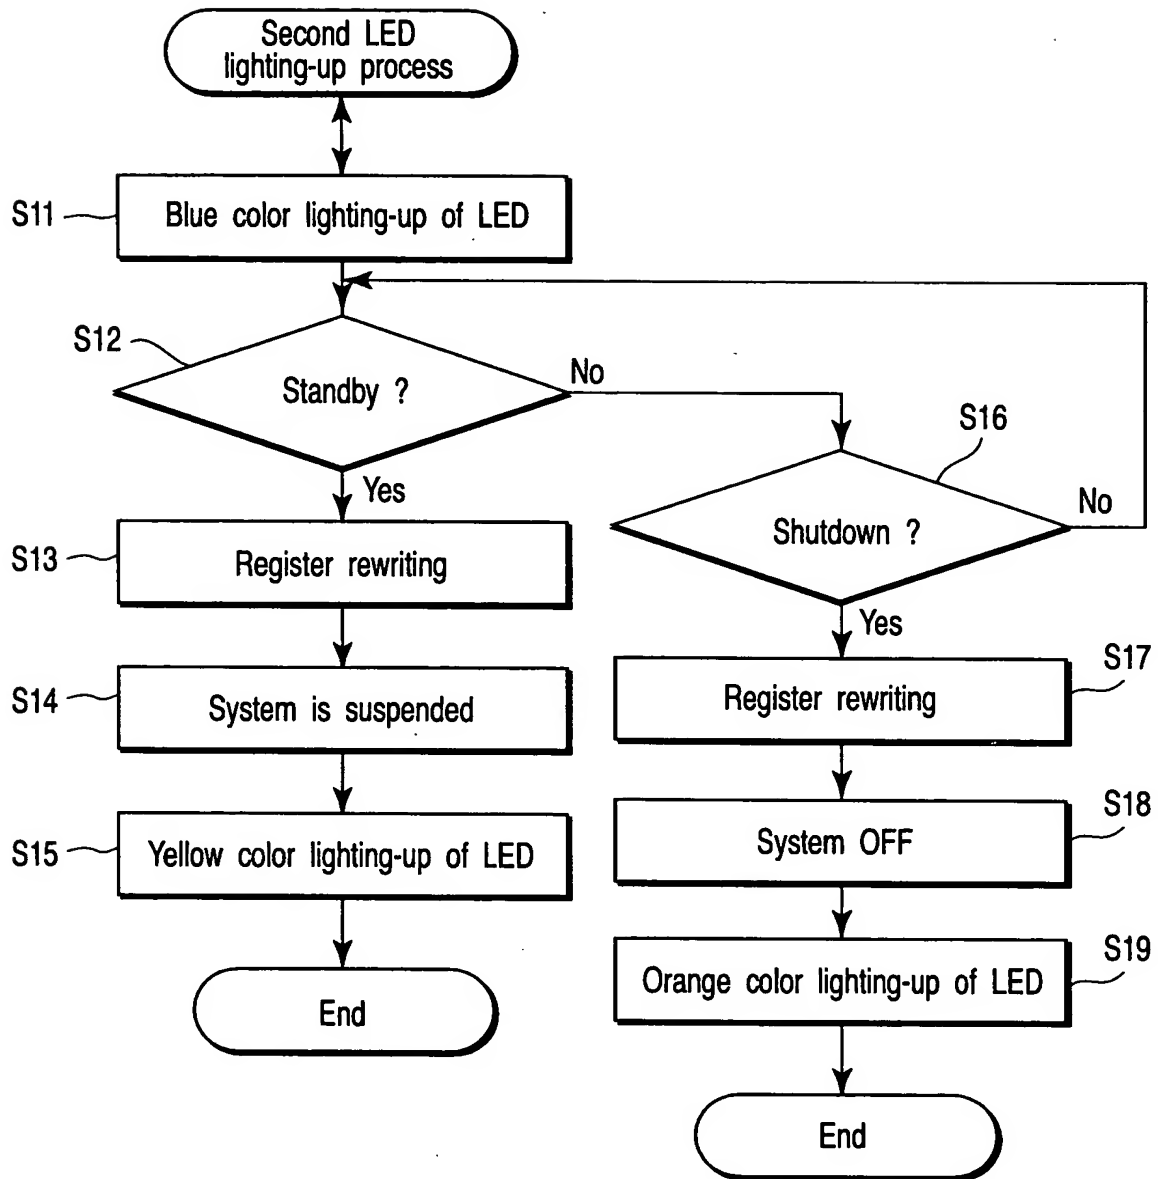 Second LED
lighting-up process
S11
Blue color lighting-up of LED
S12
Standby ?
No
Yes
S13
Register rewriting
S14
System is suspended
S15
Yellow color lighting-up of LED
End
S16
Shutdown ?
No
Yes
S17
Register rewriting
S18
System OFF
S19
Orange color lighting-up of LED
End